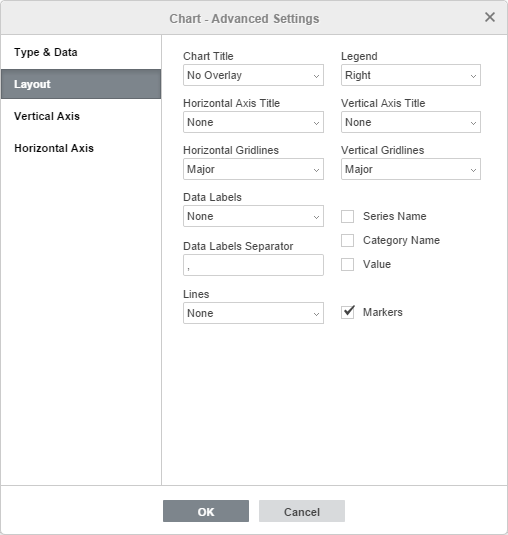 Chart - Advanced Settings
Type & Data
Layout
Vertical Axis
Horizontal Axis
Chart Title
Legend
No Overlay
Right
Horizontal Axis Title
Vertical Axis Title
None
None
Horizontal Gridlines
Vertical Gridlines
Major
Major
Data Labels
None
Series Name
Category Name
Data Labels Separator
,
Value
Lines
None
Markers
OK
Cancel